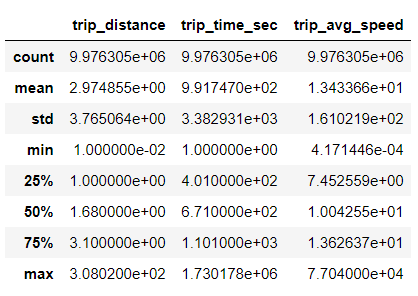 trip_distance trip_time_sec trip_avg_speed
count 9.976305e+06 9.976305e+06 9.976305e+06
mean 2.974855e+00 9.917470e+02 1.343366e+01
std 3.765064e+00 3.382931e+03 1.610219e+02
min 1.000000e-02 1.000000e+00 4.171446e-04
25% 1.000000e+00 4.010000e+02 7.452559e+00
50% 1.680000e+00 6.710000e+02 1.004255e+01
75% 3.100000e+00 1.101000e+03 1.362637e+01
max 3.080200e+02 1.730178e+06 7.704000e+04